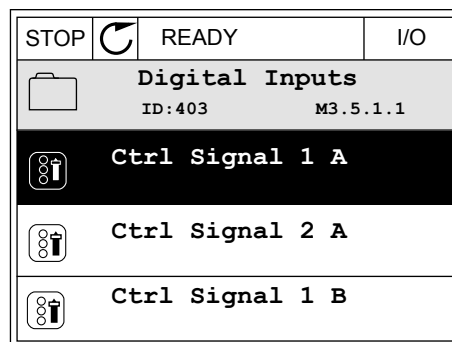 STOP READY I/O
Digital Inputs
ID:403 M3.5.1.1
Ctrl Signal 1 A
Ctrl Signal 2 A
Ctrl Signal 1 B